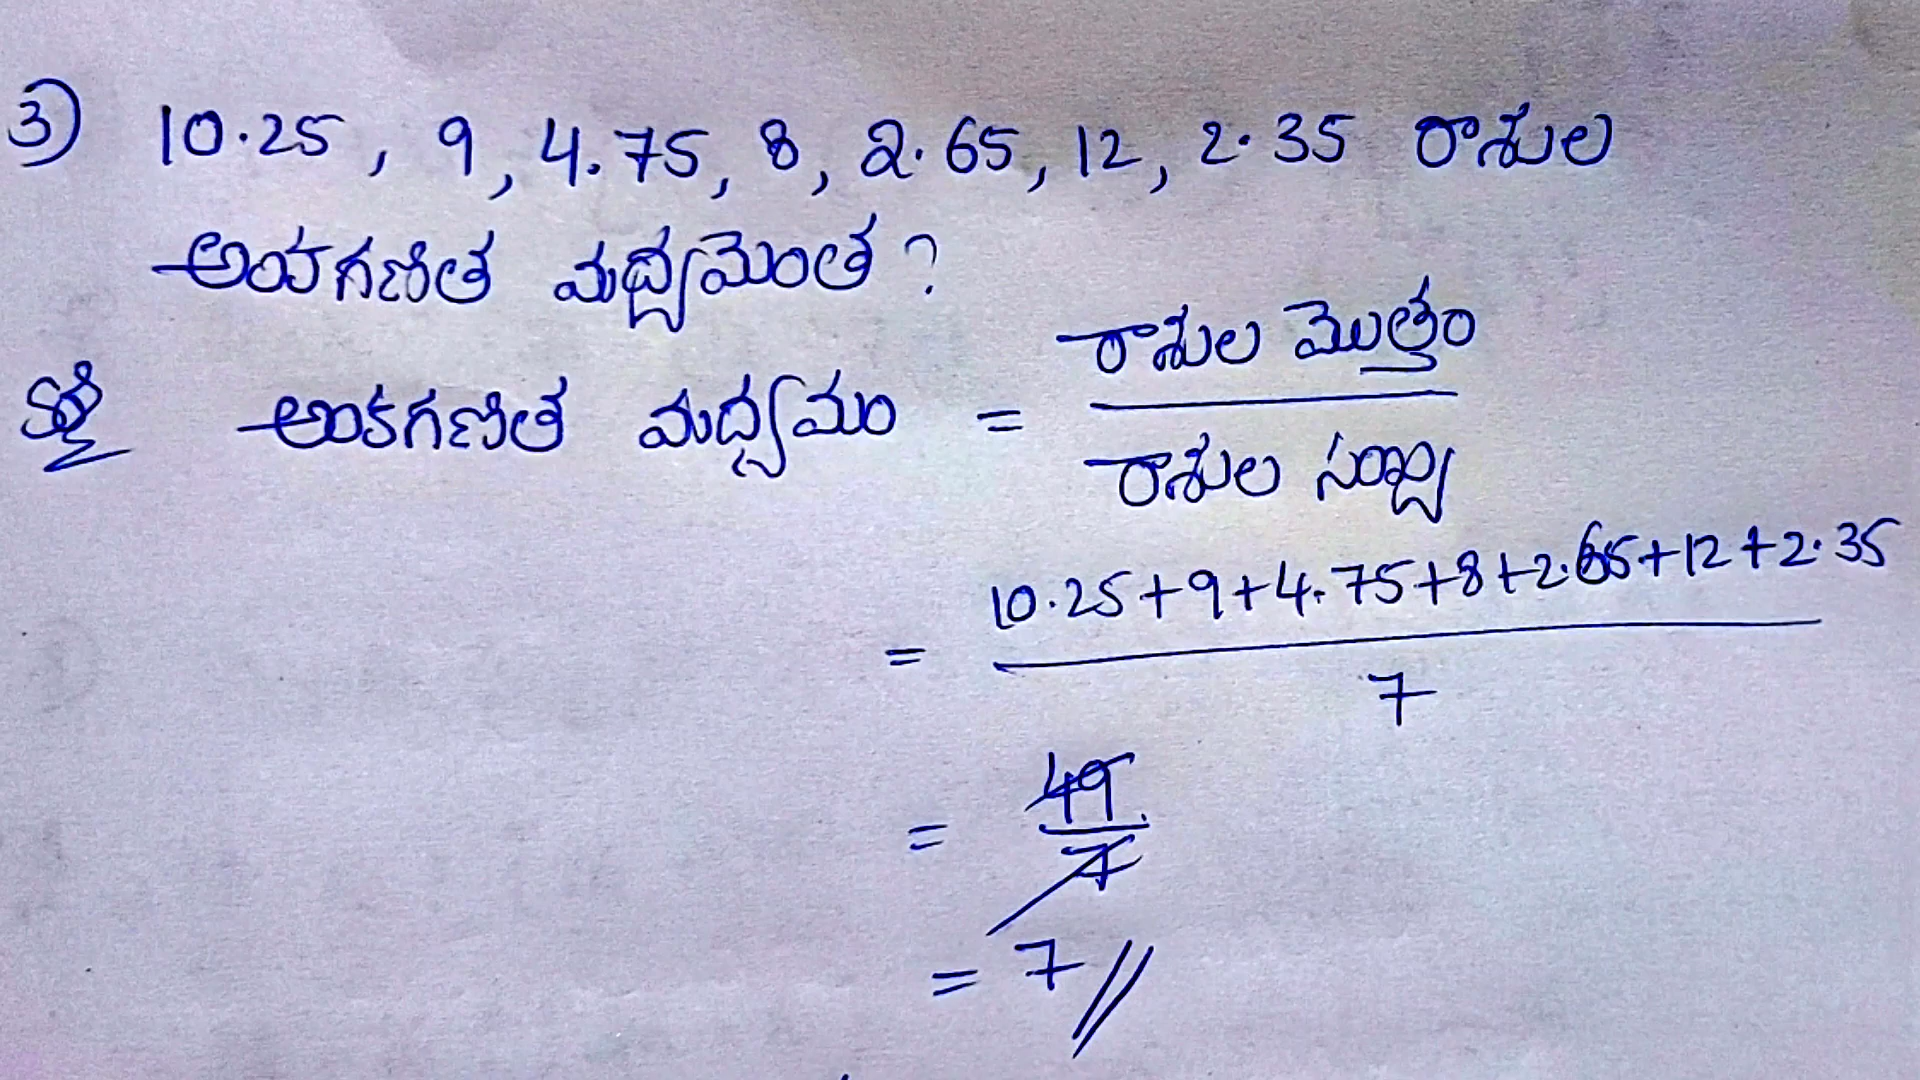 3) 10.25, 9, 4.75, 8, 2.65, 12, 2.35 రాశుల
అంకగణిత మధ్యమెంత?
అంకగణిత మధ్యమం = రాశుల మొత్తం / రాశుల సంఖ్య
= 10.25+9+4.75+8+2.65+12+2.35 / 7
= 49 / 7
= 7 //